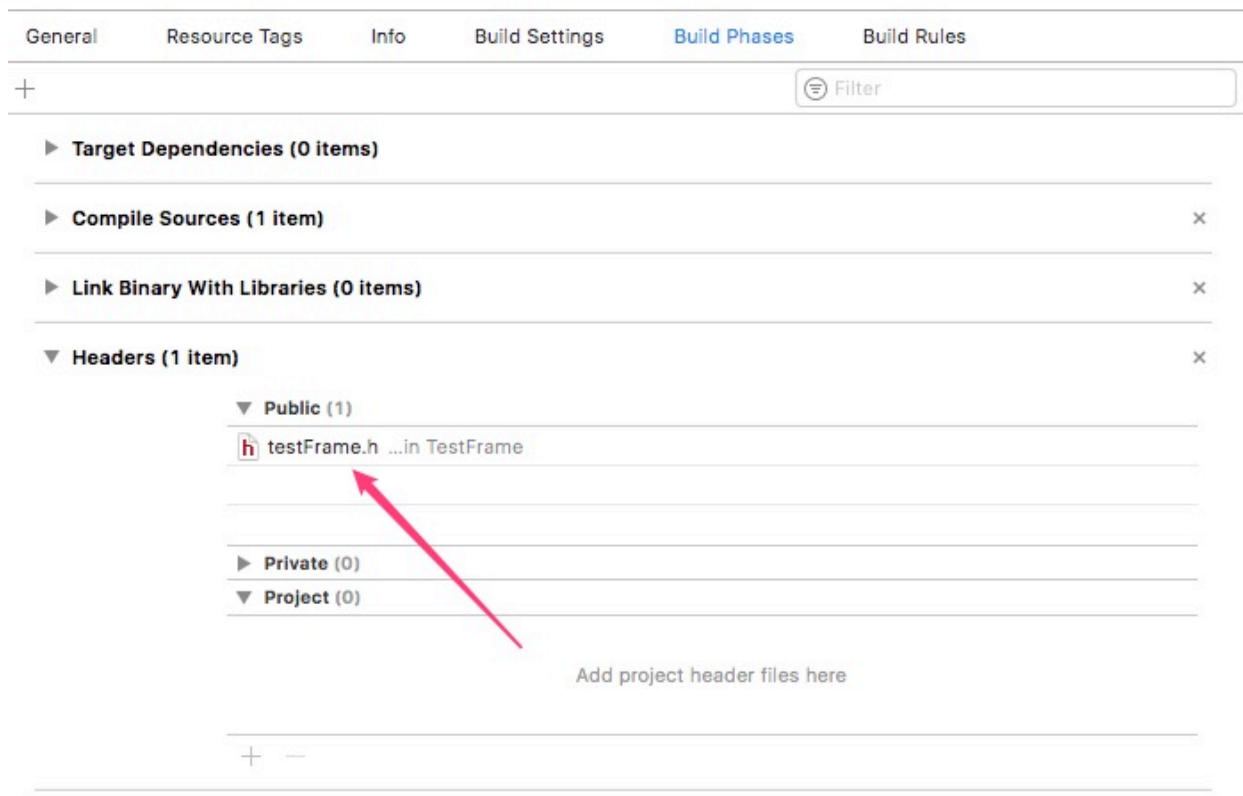 General Resource Tags Info Build Settings Build Phases Build Rules
+ Filter
Target Dependencies (0 items)
Compile Sources (1 item) ×
Link Binary With Libraries (0 items) ×
Headers (1 item) ×
Public (1)
h testFrame.h ...in TestFrame
Private (0)
Project (0)
Add project header files here
+ —